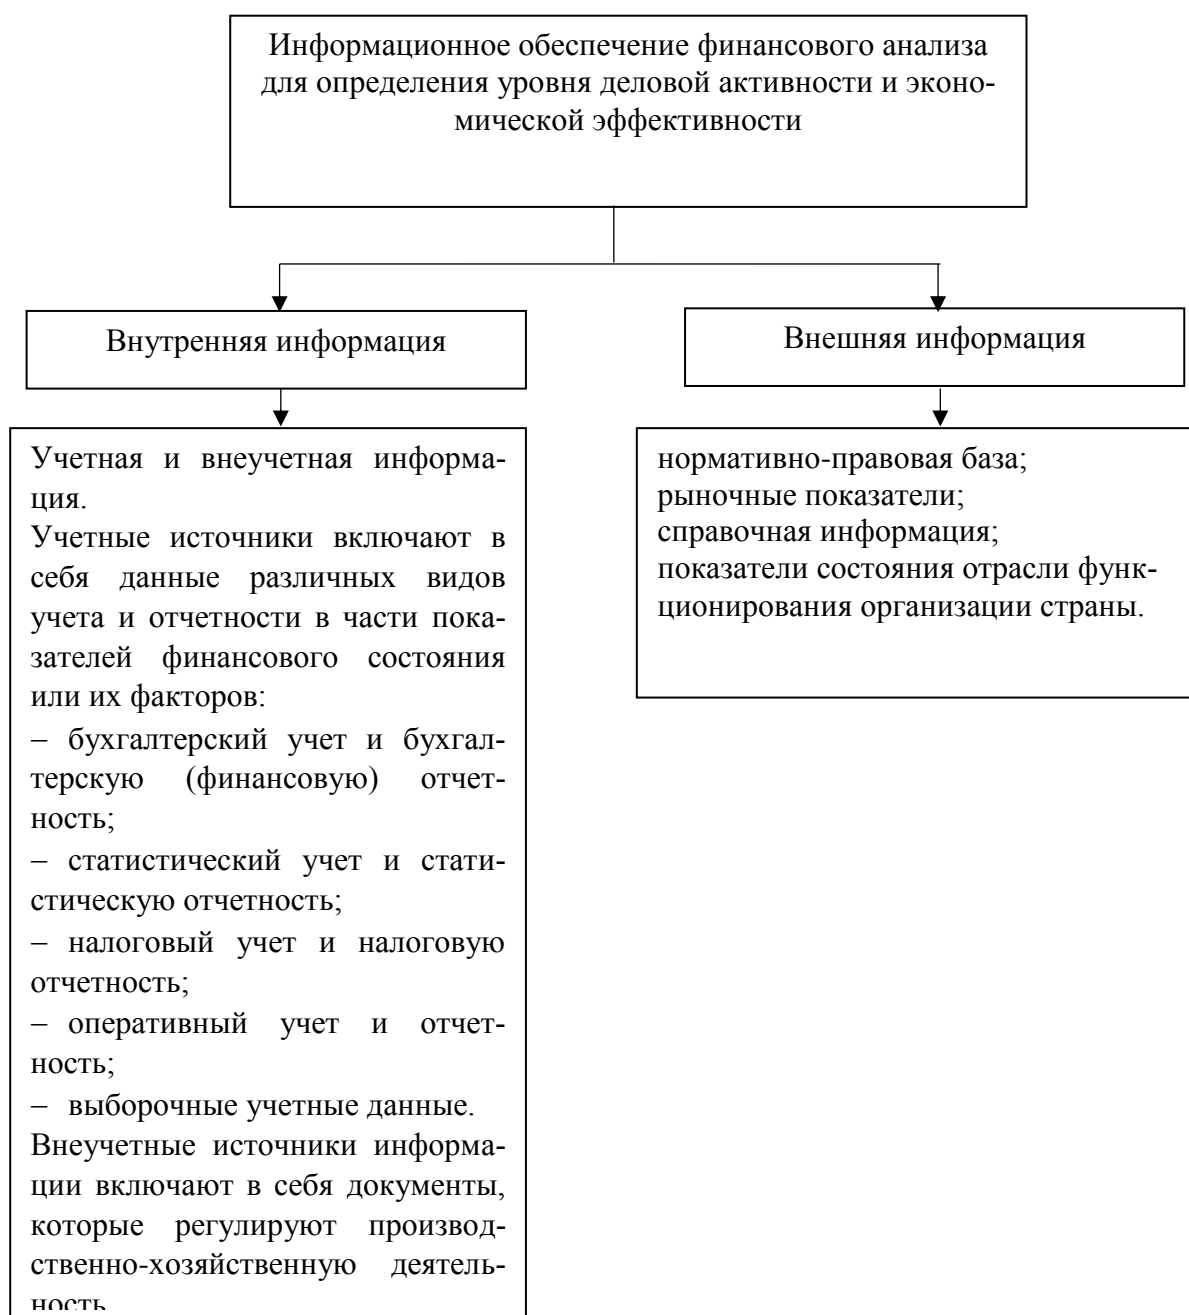 Информационное обеспечение финансового анализа
для определения уровня деловой активности и эконо-
мической эффективности
Внутренняя информация
Внешняя информация
Учетная и внеучетная информа-
ция.
Учетные источники включают в
себя данные различных видов
учета и отчетности в части пока-
зателей финансового состояния
или их факторов:
– бухгалтерский учет и бухгал-
терскую (финансовую) отчет-
ность;
– статистический учет и стати-
стическую отчетность;
– налоговый учет и налоговую
отчетность;
– оперативный учет и отчет-
ность;
– выборочные учетные данные.
Внеучетные источники информа-
ции включают в себя документы,
которые регулируют производ-
ственно-хозяйственную деятель-
ность
нормативно-правовая база;
рыночные показатели;
справочная информация;
показатели состояния отрасли функ-
ционирования организации страны.